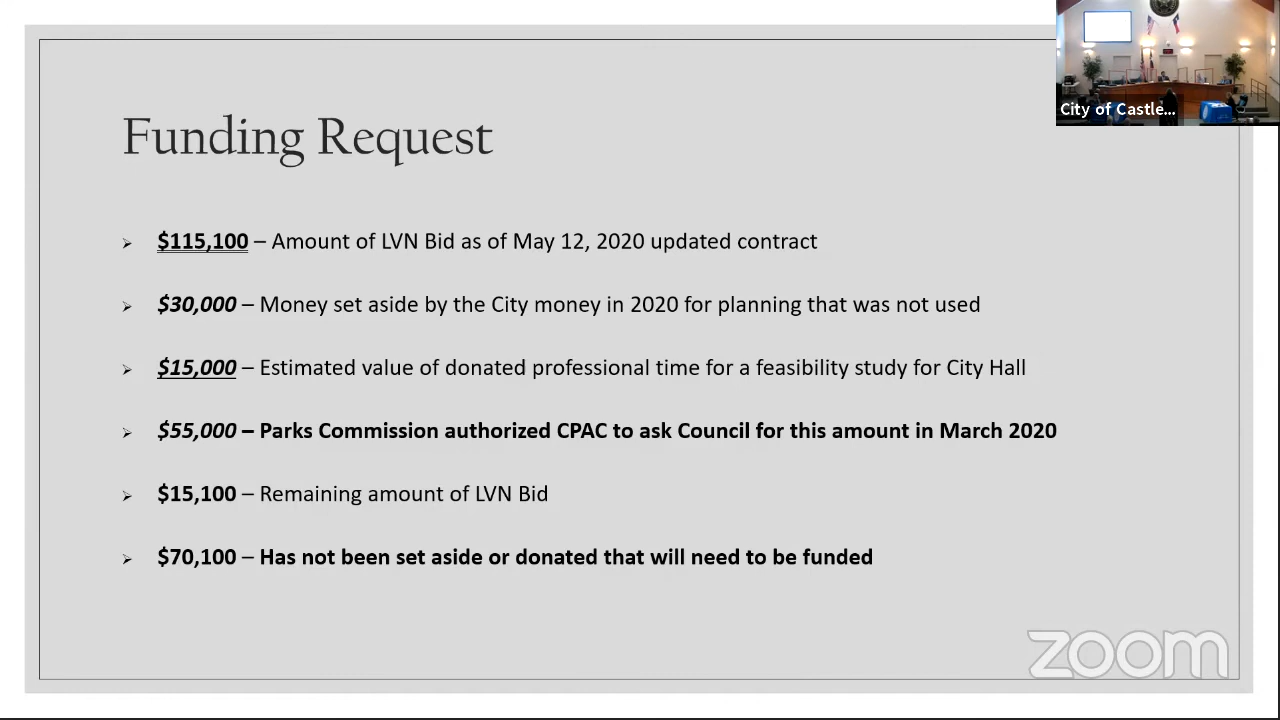 City of Castle...
Funding Request
$115,100 – Amount of LVN Bid as of May 12, 2020 updated contract
$30,000 – Money set aside by the City money in 2020 for planning that was not used
$15,000 – Estimated value of donated professional time for a feasibility study for City Hall
$55,000 – Parks Commission authorized CPAC to ask Council for this amount in March 2020
$15,100 – Remaining amount of LVN Bid
$70,100 – Has not been set aside or donated that will need to be funded
zoom